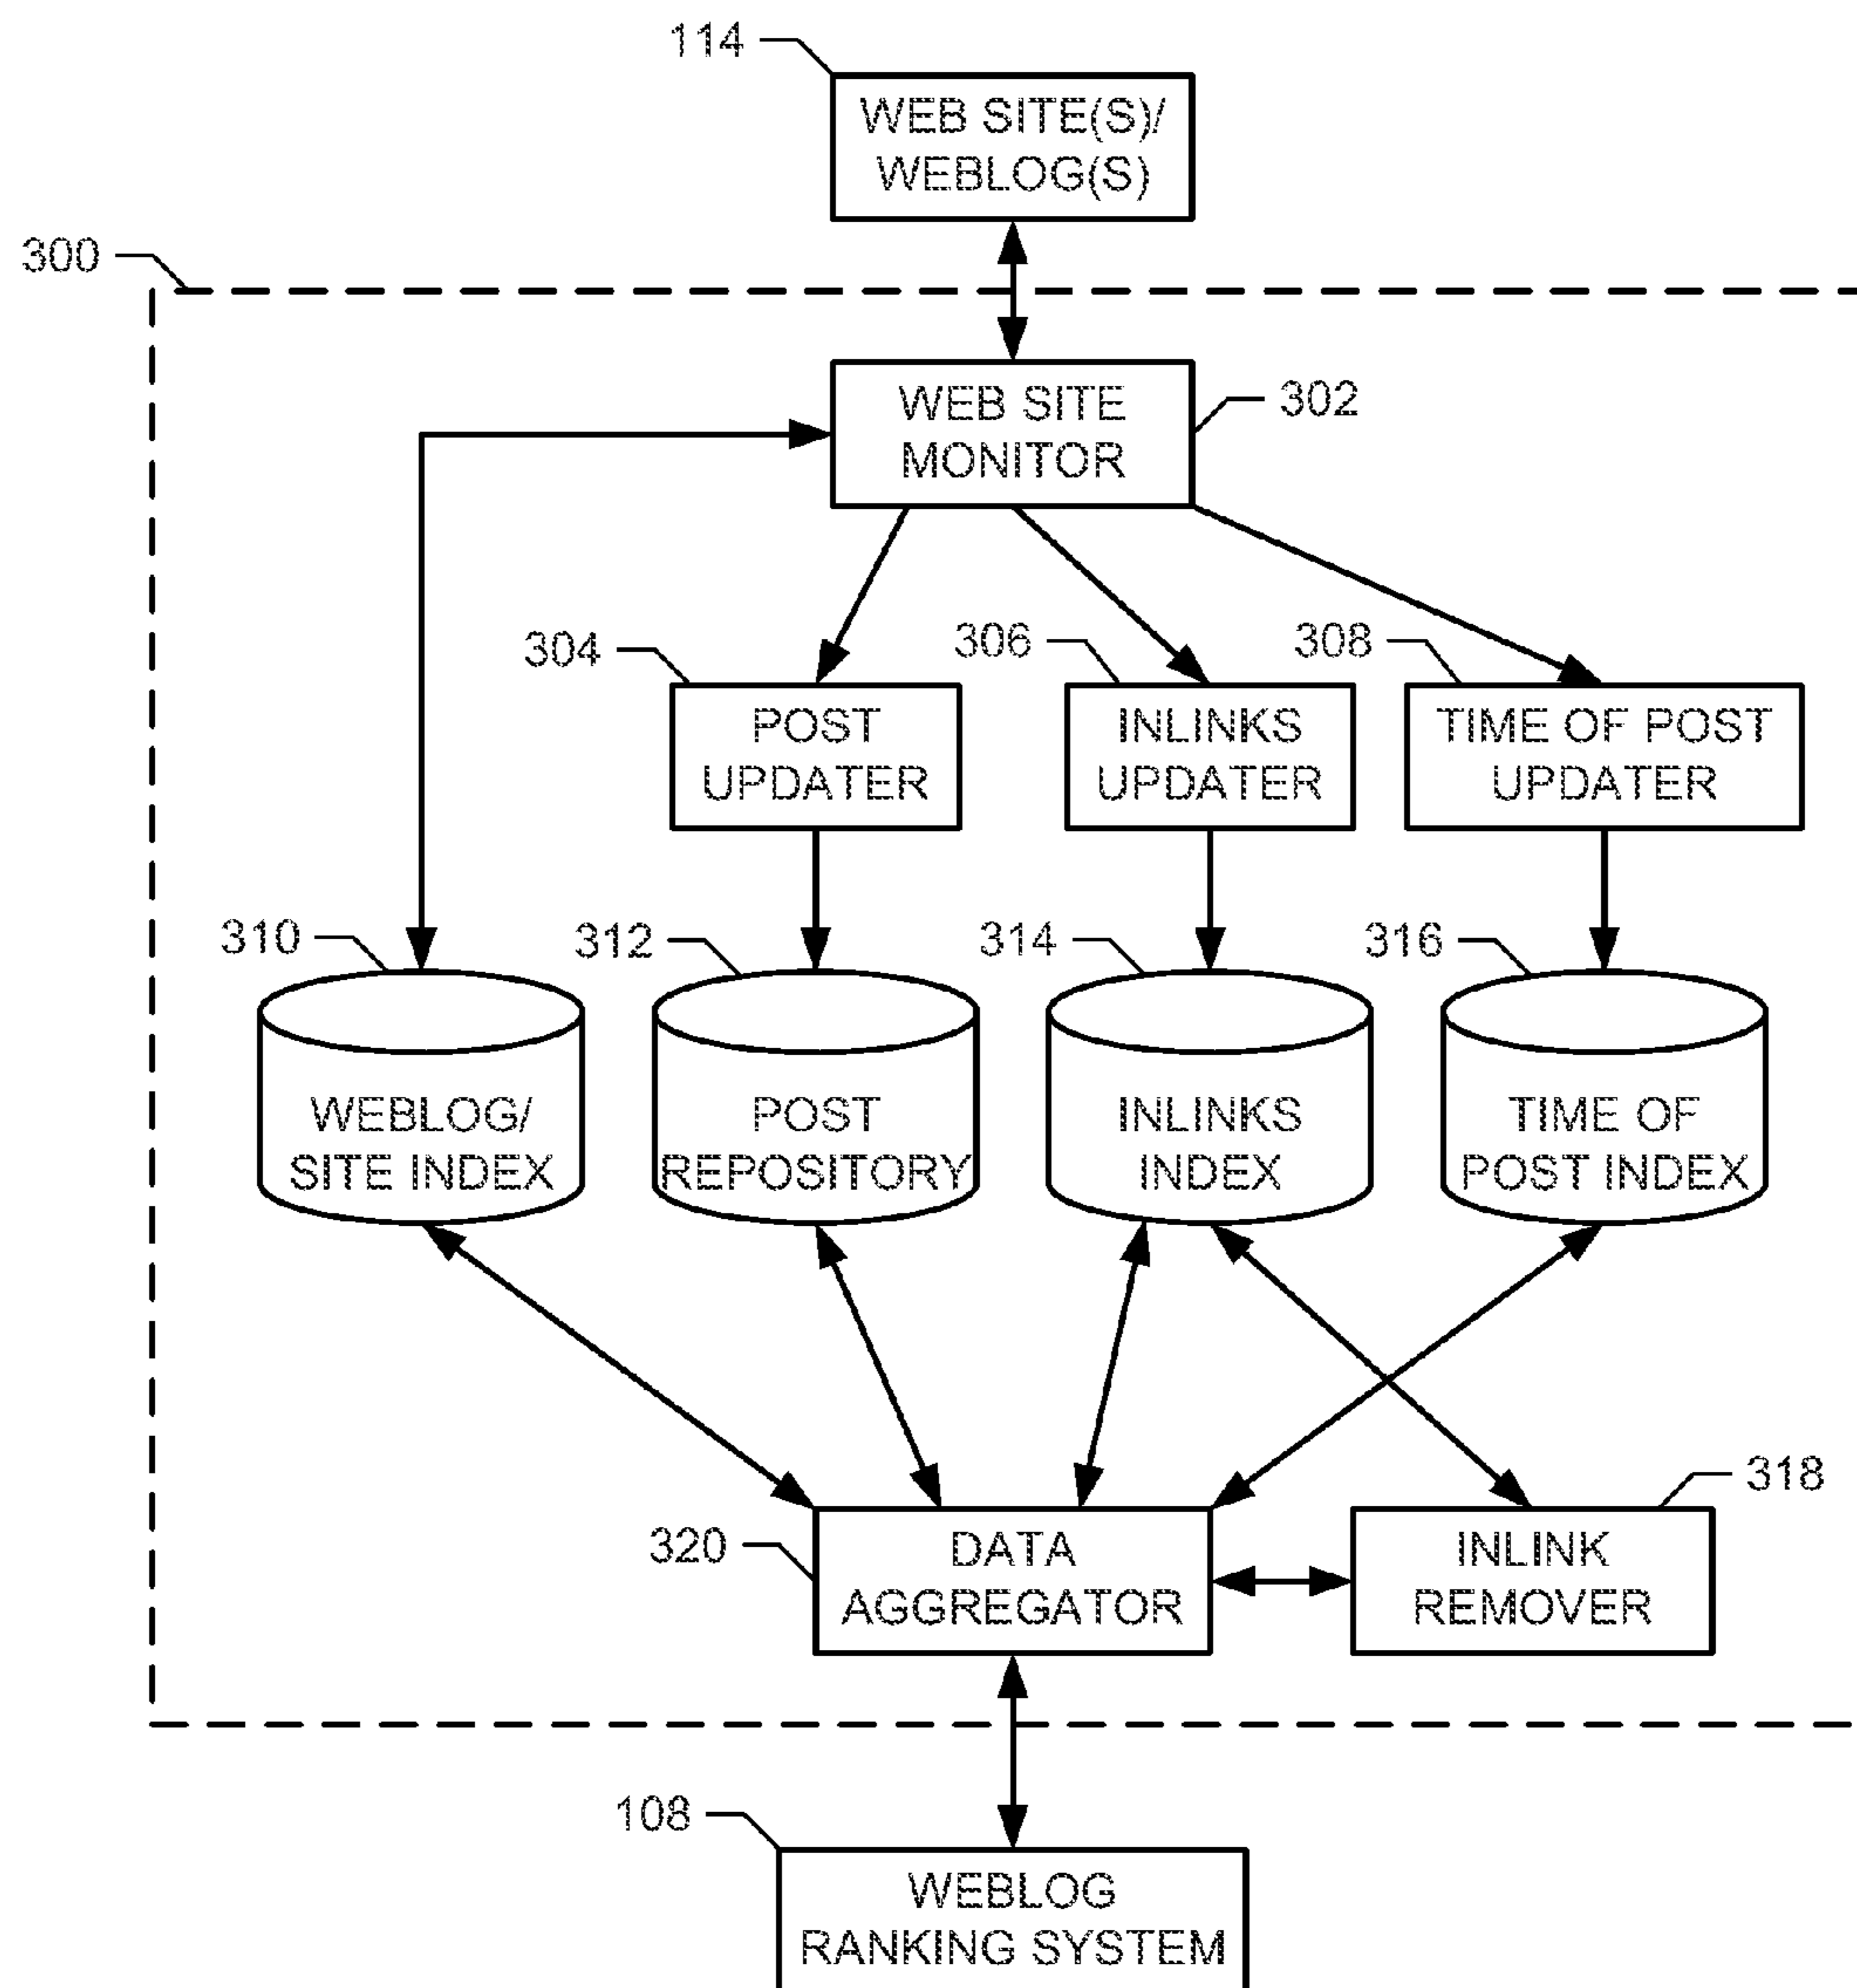 114
WEB SITE(S)/
WEBLOG(S)
300
WEB SITE
MONITOR
302
304
306
308
POST
UPDATER
INLINKS
UPDATER
TIME OF POST
UPDATER
310
312
314
316
WEBLOG/
SITE INDEX
POST
REPOSITORY
INLINKS
INDEX
TIME OF
POST INDEX
318
320
DATA
AGGREGATOR
INLINK
REMOVER
108
WEBLOG
RANKING SYSTEM